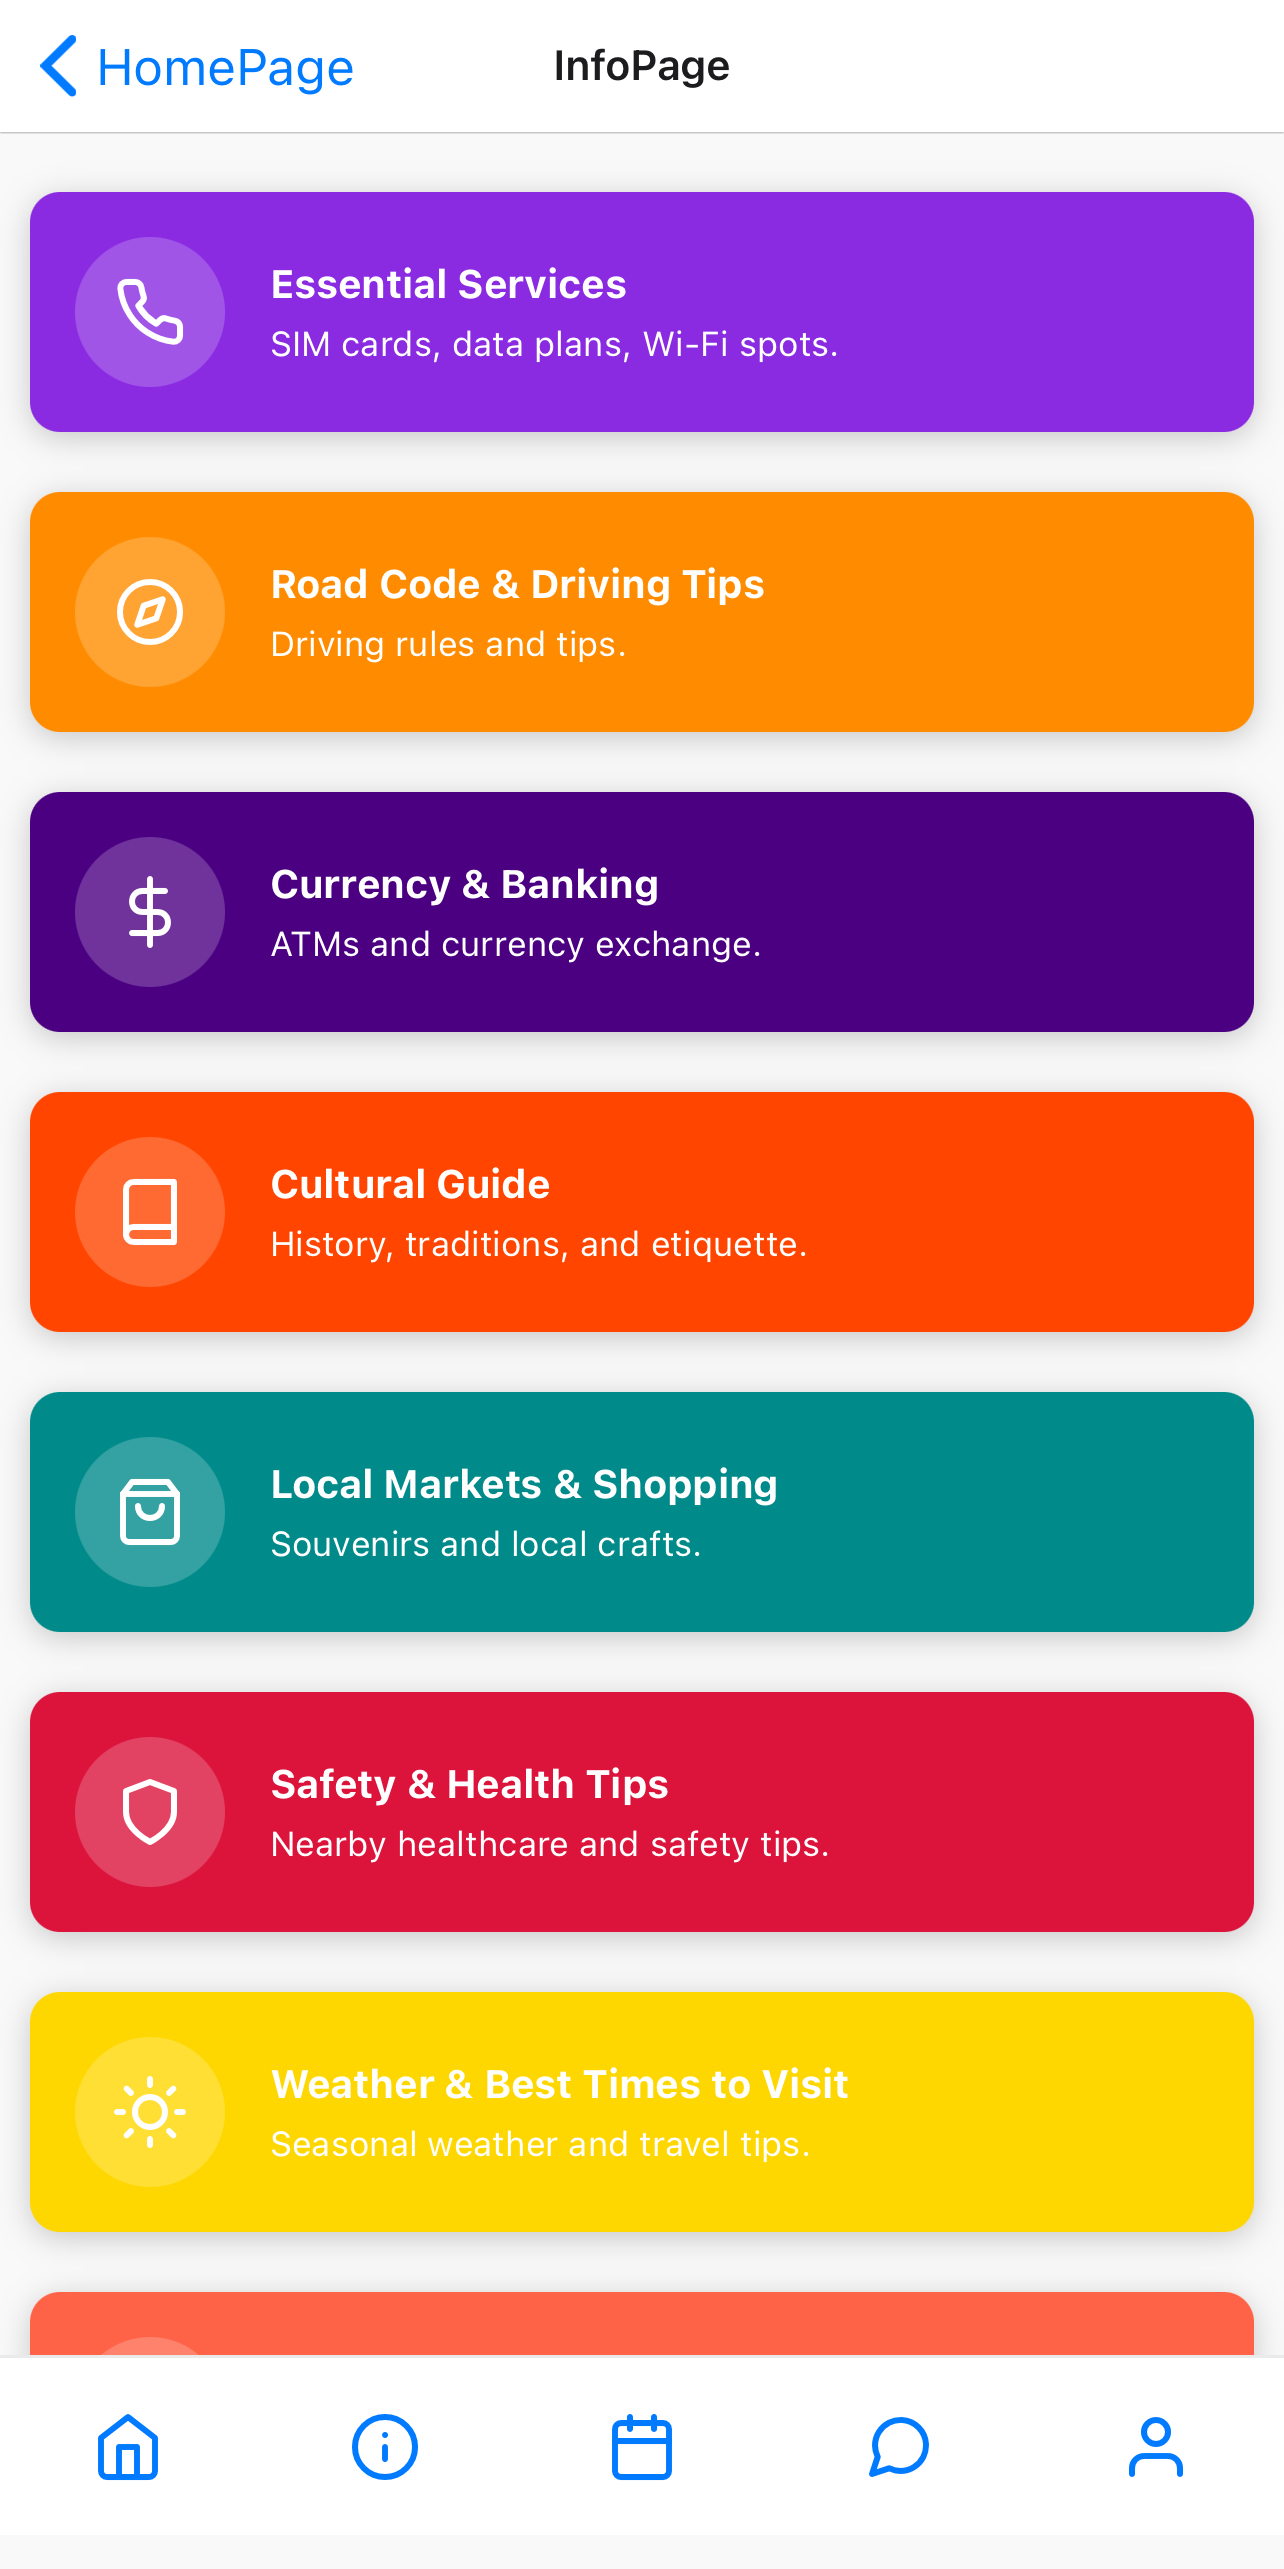 HomePage
InfoPage
Essential Services
SIM cards, data plans, Wi-Fi spots.
Road Code & Driving Tips
Driving rules and tips.
Currency & Banking
ATMs and currency exchange.
Cultural Guide
History, traditions, and etiquette.
Local Markets & Shopping
Souvenirs and local crafts.
Safety & Health Tips
Nearby healthcare and safety tips.
Weather & Best Times to Visit
Seasonal weather and travel tips.